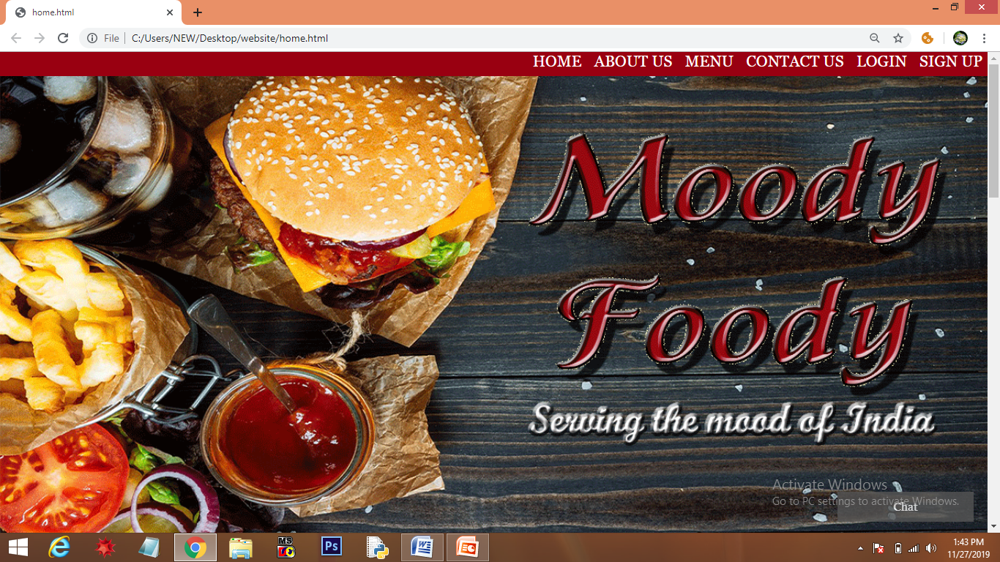 home.html
File
C:/Users/NEW/Desktop/website/home.html
HOME ABOUT US MENU CONTACT US LOGIN SIGN UP
Moody
Foody
Serving the mood of India
Activate Windows
Go to PC settings to activate Windows.
Chat
MS
Ps
1:43 PM
11/27/2019